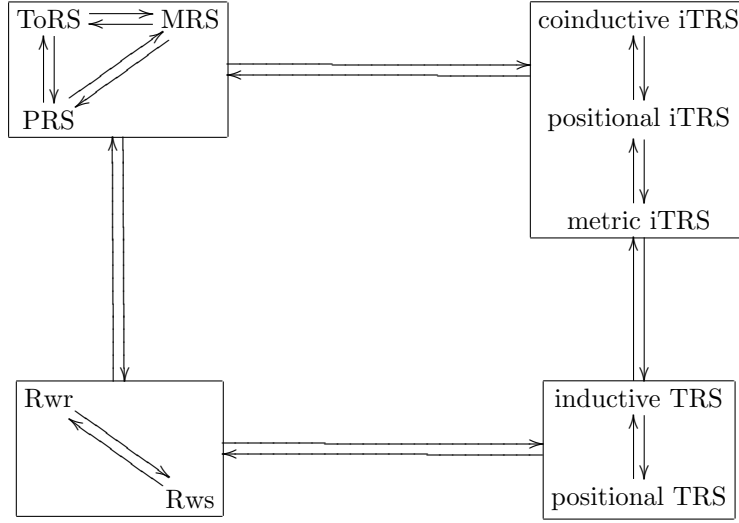 ToRS MRS
PRS
coinductive iTRS
positional iTRS
metric iTRS
Rwr
Rws
inductive TRS
positional TRS